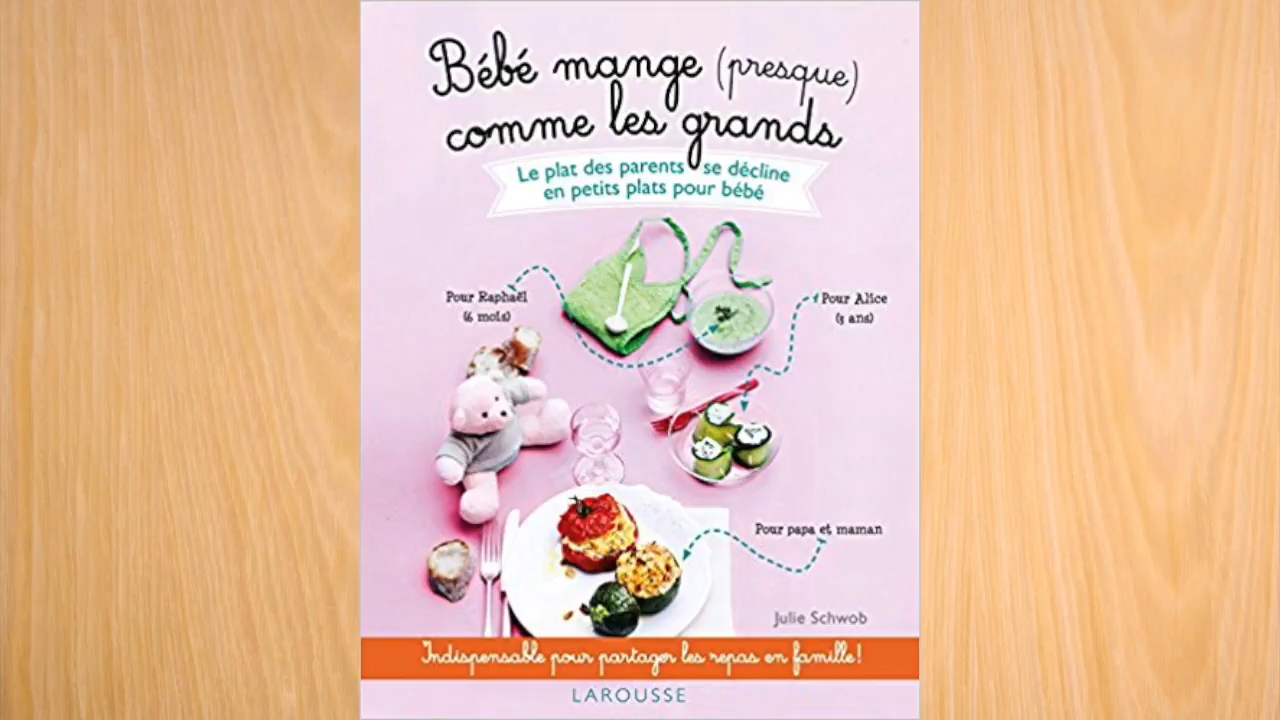 Bébé mange (presque)
comme les grands
Le plat des parents se décline
en petits plats pour bébé
Pour Raphaël
(6 mois)
Pour Alice
(3 ans)
Pour papa et maman
Julie Schwob
Indispensable pour partager les repas en famille!
LAROUSSE